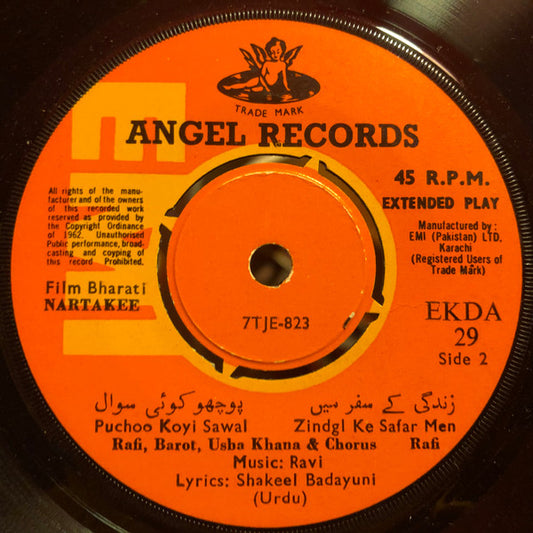 TRADE MARK
ANGEL RECORDS
45 R.P.M.
EXTENDED PLAY
All rights of the manu-
facturer and of the owners
of this recorded work
reserved as provided by
the Copyright Ordinance
of 1962. Unauthorised
Public performance, broad-
casting and coyping of
this record Prohibited.
Manufactured by:
EMI (Pakistan) LTD.
Karachi
(Registered Users of
Trade Mark)
Film Bharati
NARTAKEE
EMI
7TJE-823
EKDA
29
Side 2
پوچھو کوئی سوال زندگی کے سفر میں
Puchoo Koyi Sawal Zindgl Ke Safar Men
Rafi, Barot, Usba Khana & Chorus Rafi
Music: Ravi
Lyrics: Shakeel Badayuni
(Urdu)